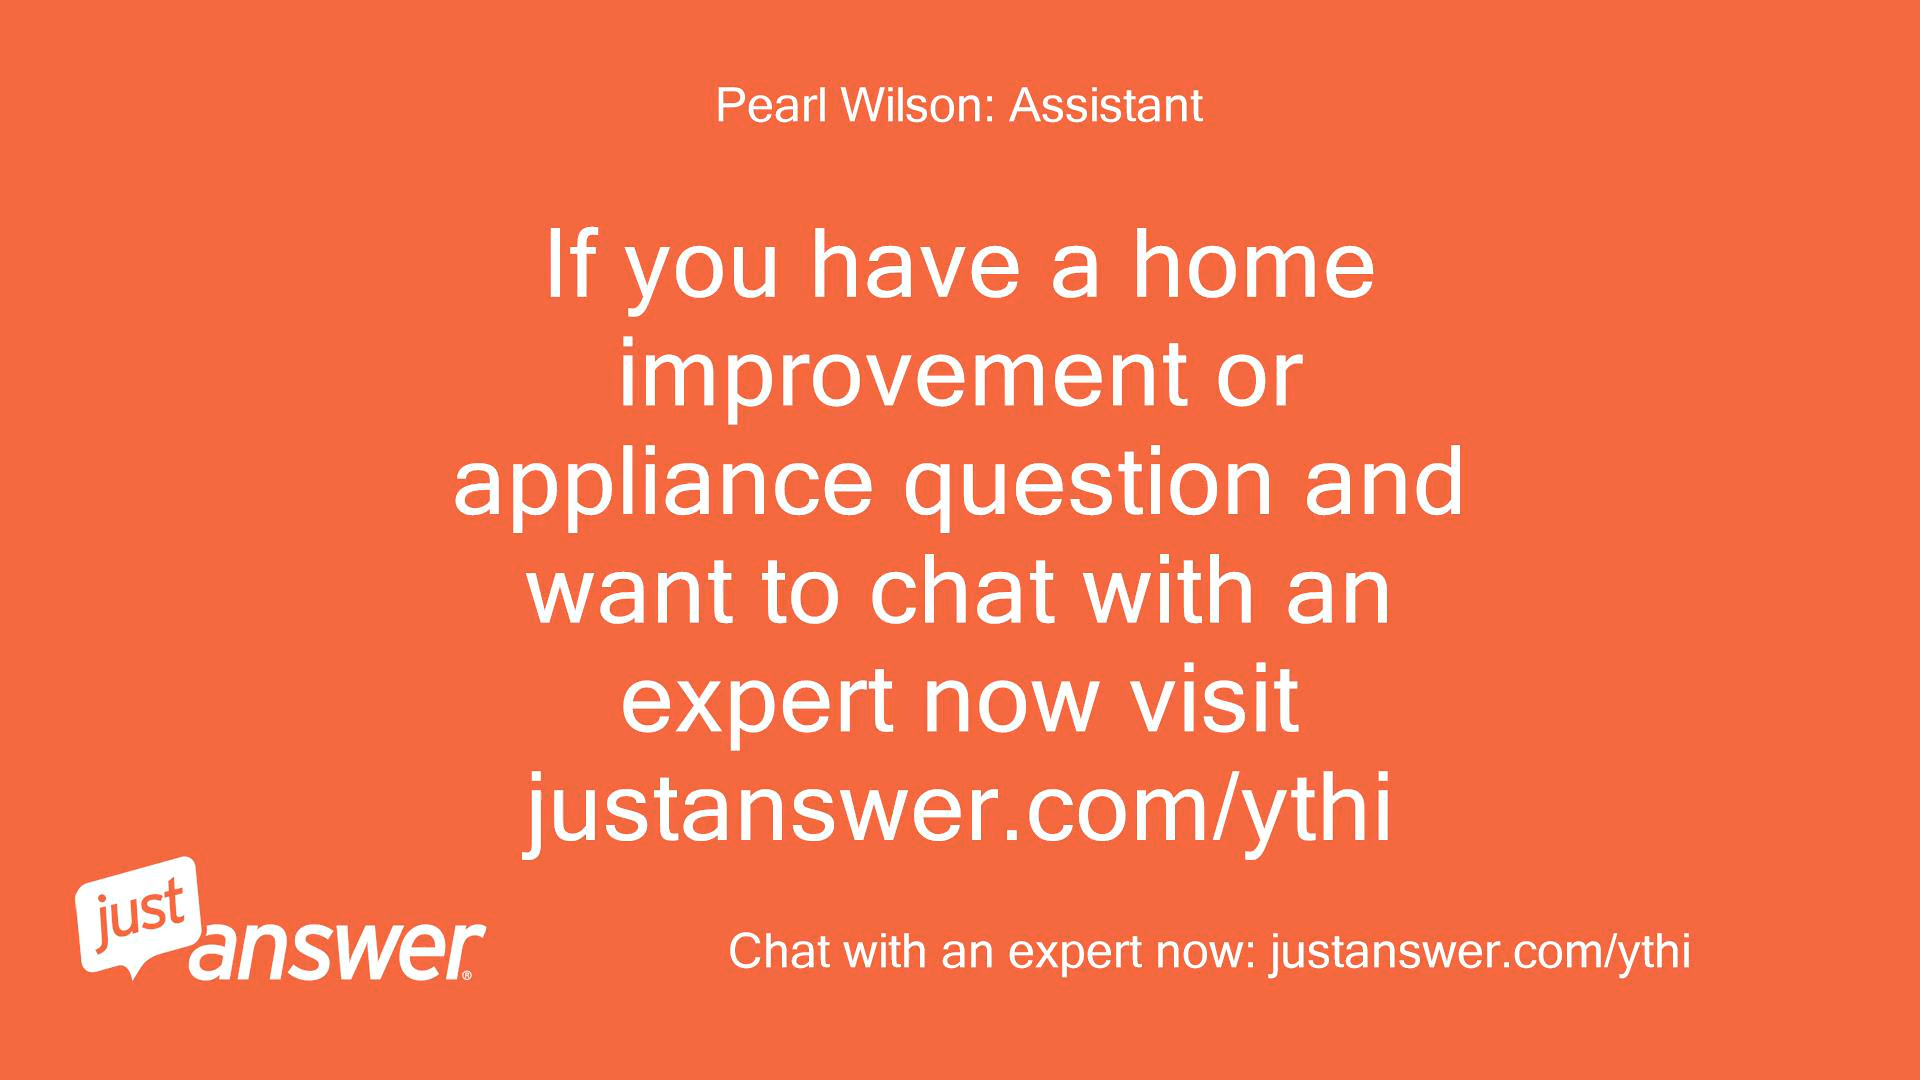 Pearl Wilson: Assistant
If you have a home
improvement or
appliance question and
want to chat with an
expert now visit
justanswer.com/ythi
just
answer®
Chat with an expert now: justanswer.com/ythi